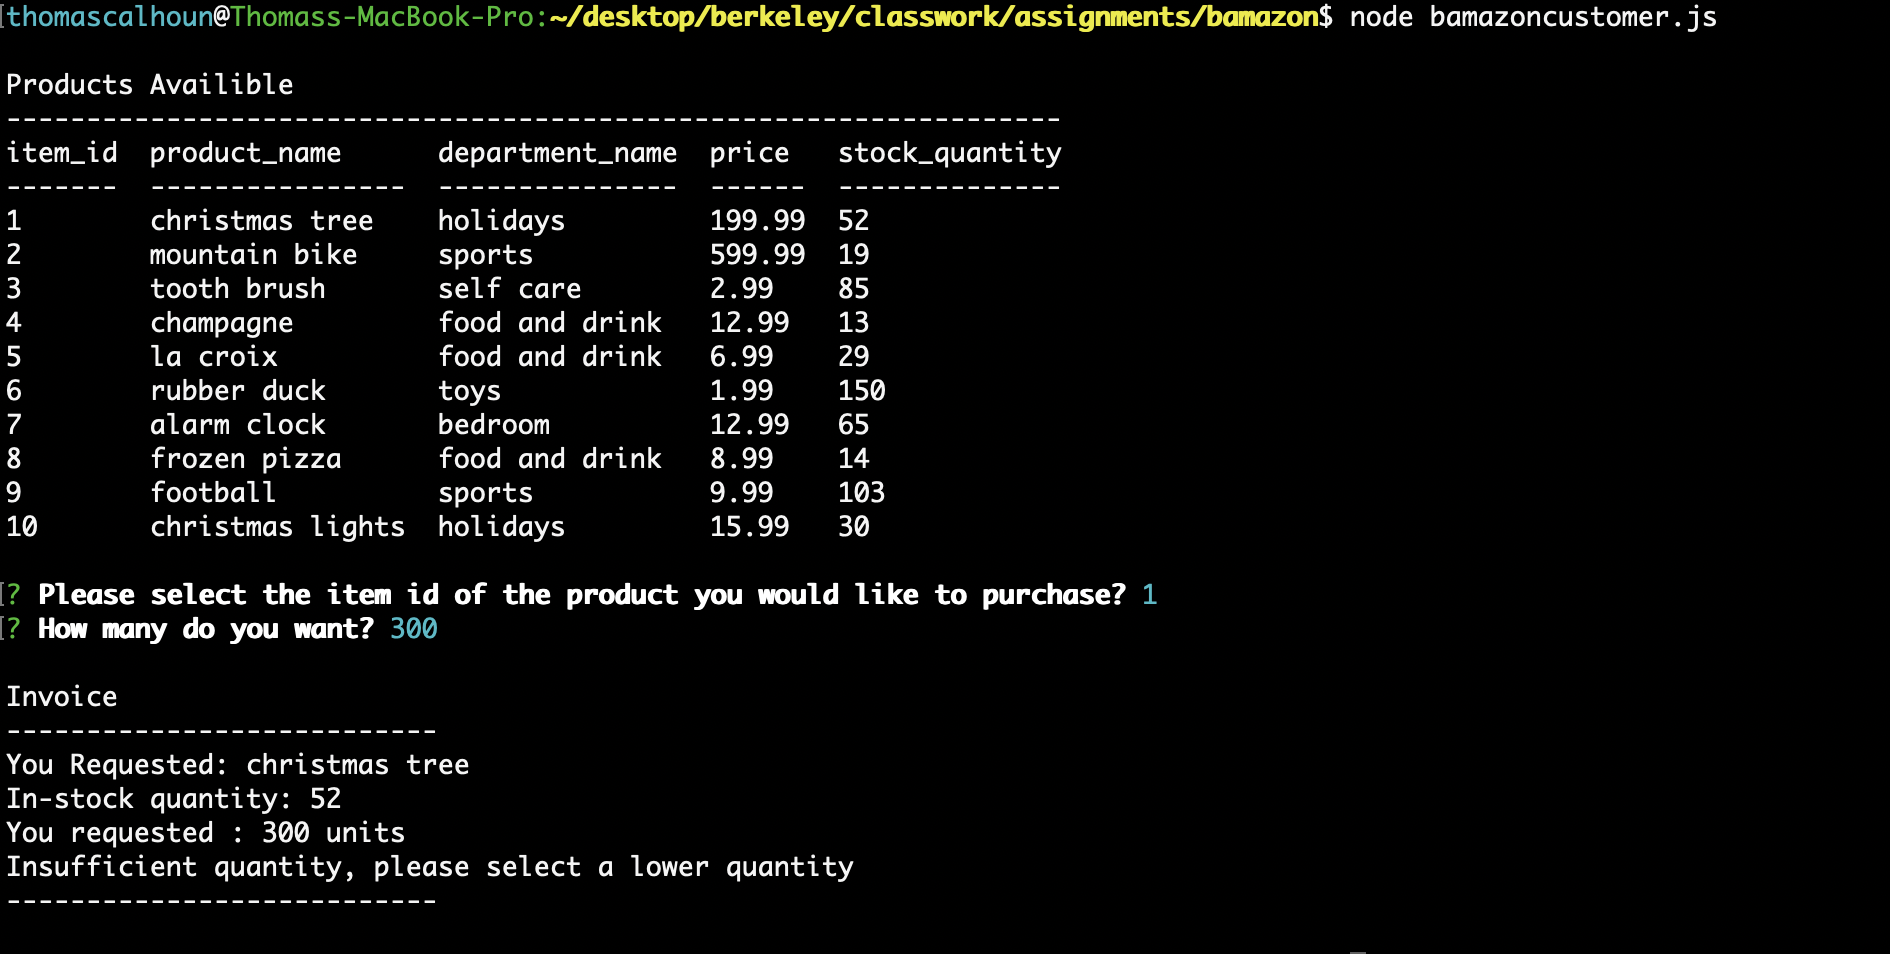 thomascalhoun@Thomass-MacBook-Pro:~/desktop/berkeley/classwork/assignments/bamazon$ node bamazoncustomer.js
Products Availible
------------------------------------------------------------------
item_id  product_name      department_name  price   stock_quantity
-------  ----------------  ---------------  ------  --------------
1        christmas tree    holidays         199.99  52
2        mountain bike     sports           599.99  19
3        tooth brush       self care        2.99    85
4        champagne         food and drink   12.99   13
5        la croix          food and drink   6.99    29
6        rubber duck       toys             1.99    150
7        alarm clock       bedroom          12.99   65
8        frozen pizza      food and drink   8.99    14
9        football          sports           9.99    103
10       christmas lights  holidays         15.99   30
? Please select the item id of the product you would like to purchase? 1
? How many do you want? 300
Invoice
---------------------------
You Requested: christmas tree
In-stock quantity: 52
You requested : 300 units
Insufficient quantity, please select a lower quantity
---------------------------